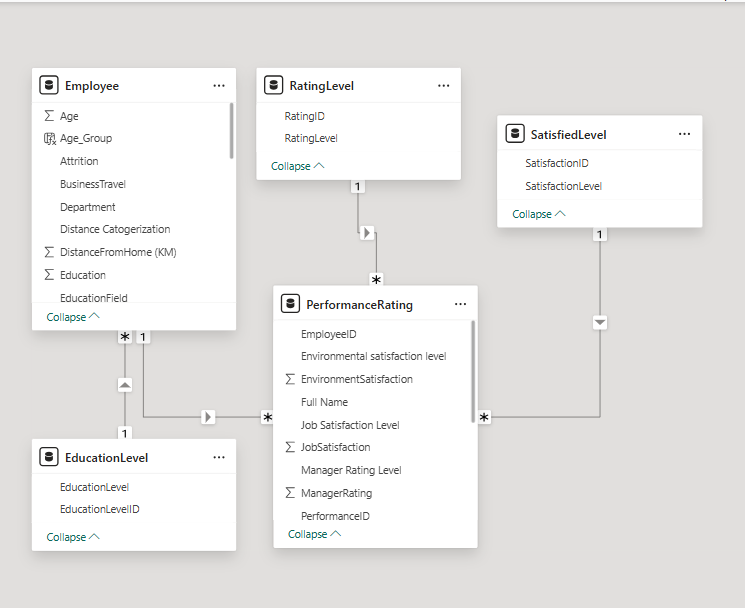 Employee
Age
Age_Group
Attrition
BusinessTravel
Department
Distance Catogerization
DistanceFromHome (KM)
Education
EducationField
Collapse
RatingLevel
RatingID
RatingLevel
Collapse
SatisfiedLevel
SatisfactionID
SatisfactionLevel
Collapse
1
1
*
* 1
PerformanceRating
EmployeeID
Environmental satisfaction level
EnvironmentSatisfaction
Full Name
Job Satisfaction Level
JobSatisfaction
Manager Rating Level
ManagerRating
PerformanceID
Collapse
*
*
1
EducationLevel
EducationLevel
EducationLevelID
Collapse